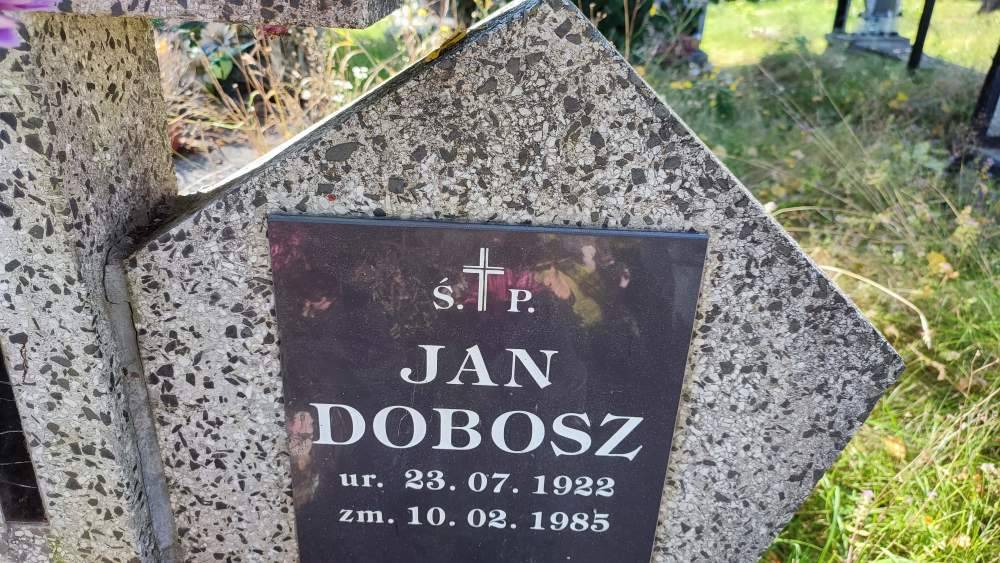 Ś. P.
JAN
DOBOSZ
ur. 23. 07. 1922
zm. 10. 02. 1985